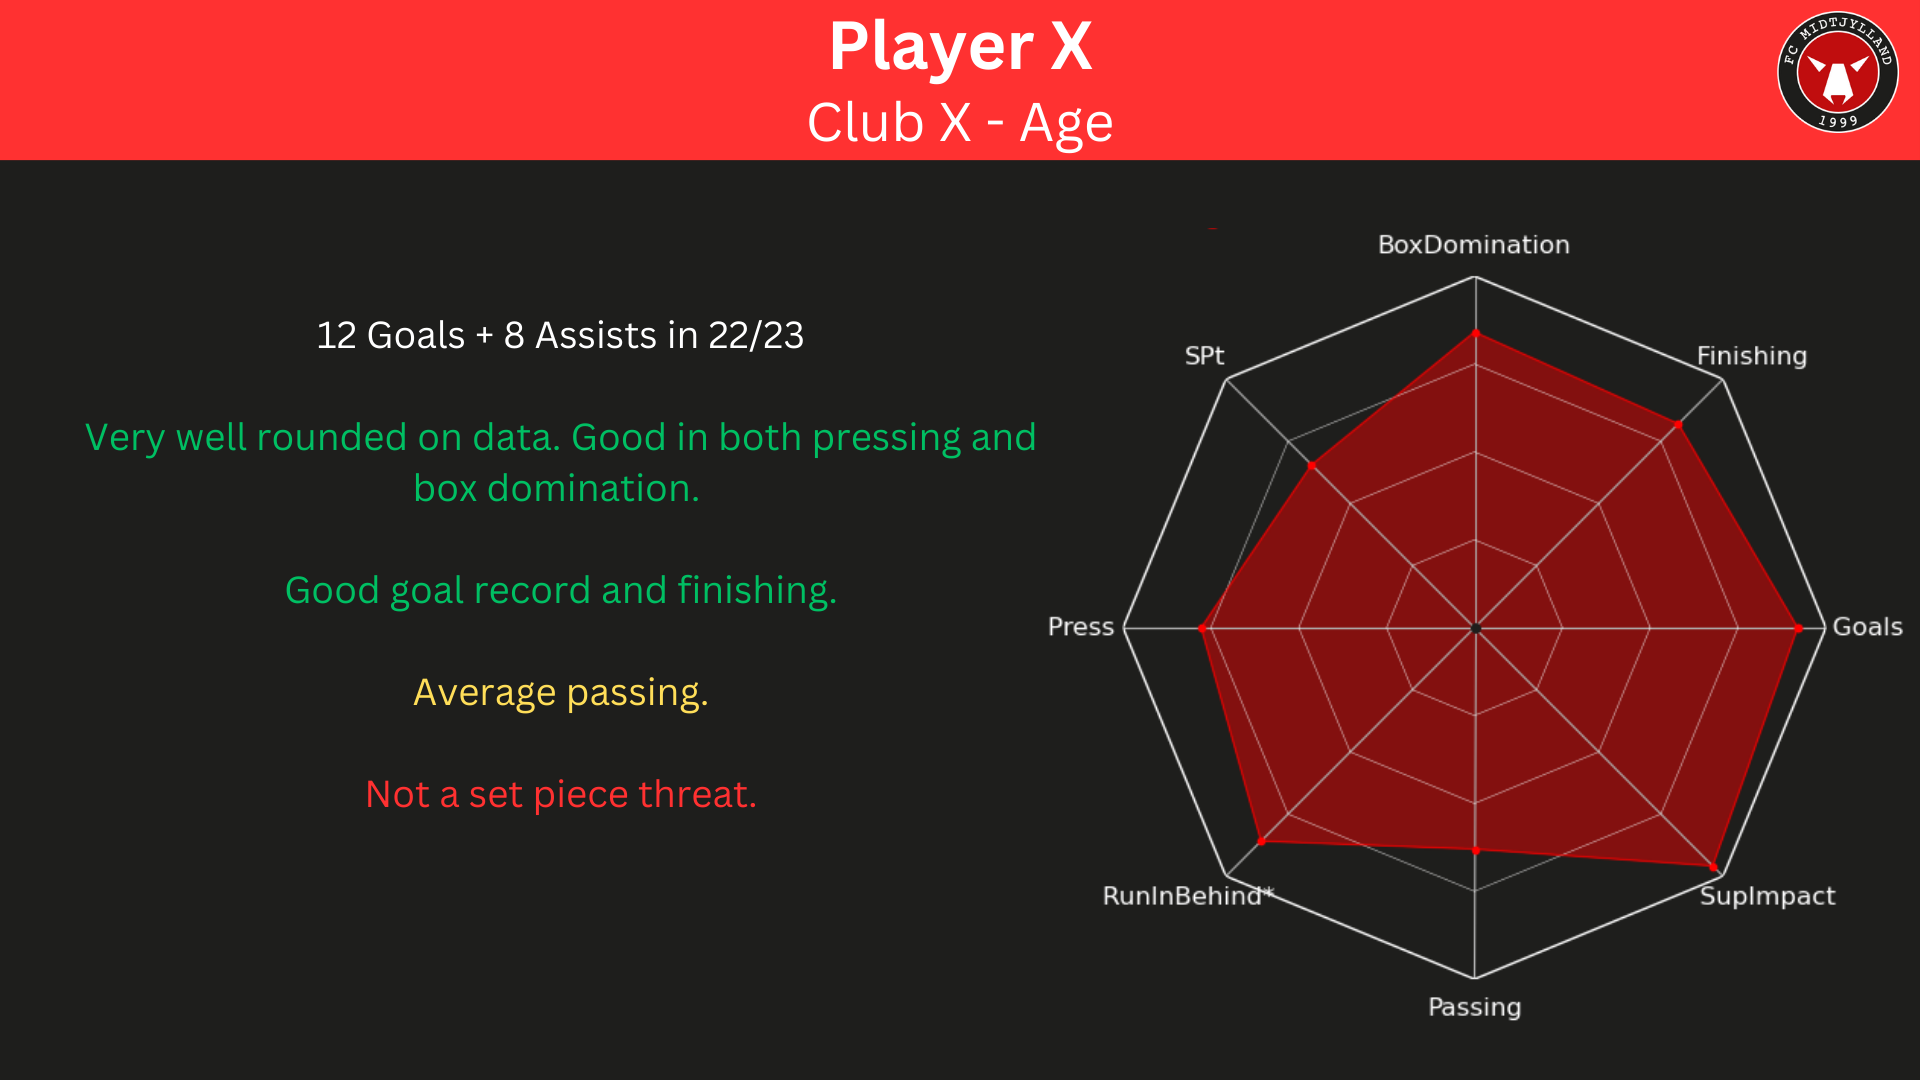 Player X
Club X - Age
FC MIDTJYLLAND
1999
12 Goals + 8 Assists in 22/23
Very well rounded on data. Good in both pressing and
box domination.
Good goal record and finishing.
Average passing.
Not a set piece threat.
BoxDomination
SPt
Finishing
Press
Goals
RunInBehind*
SupImpact
Passing